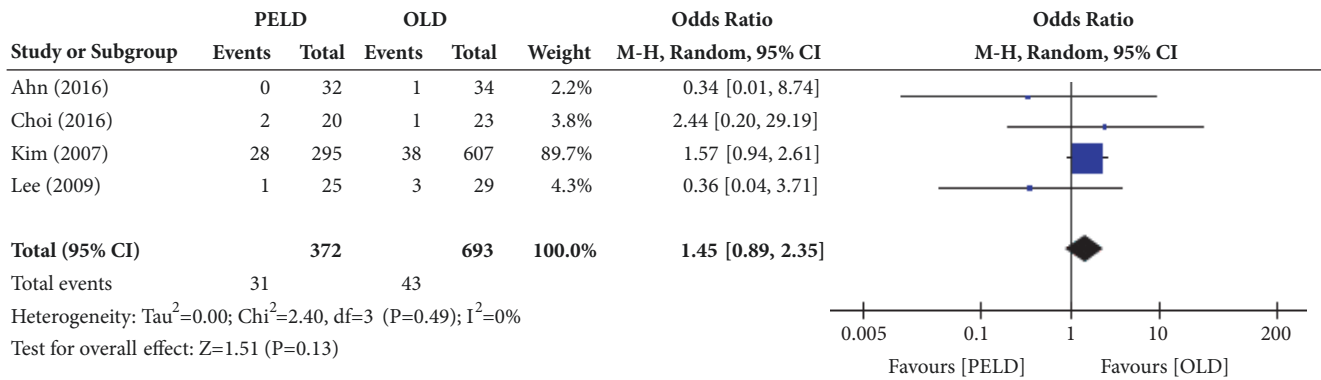 PELD OLD Odds Ratio Odds Ratio
Study or Subgroup Events Total Events Total Weight M-H, Random, 95% CI M-H, Random, 95% CI
Ahn (2016) 0 32 1 34 2.2% 0.34 [0.01, 8.74]
Choi (2016) 2 20 1 23 3.8% 2.44 [0.20, 29.19]
Kim (2007) 28 295 38 607 89.7% 1.57 [0.94, 2.61]
Lee (2009) 1 25 3 29 4.3% 0.36 [0.04, 3.71]
Total (95% CI) 372 693 100.0% 1.45 [0.89, 2.35]
Total events 31 43
Heterogeneity: Tau²=0.00; Chi²=2.40, df=3 (P=0.49); I²=0%
Test for overall effect: Z=1.51 (P=0.13)
0.005 0.1 1 10 200
Favours [PELD] Favours [OLD]